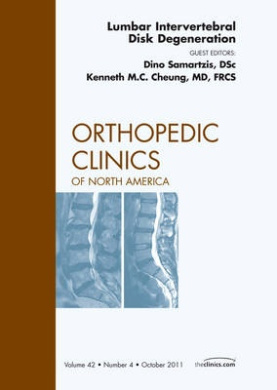 Lumbar Intervertebral
Disk Degeneration
GUEST EDITORS:
Dino Samartzis, DSc
Kenneth M.C. Cheung, MD, FRCS
ORTHOPEDIC
CLINICS
OF NORTH AMERICA
Volume 42 • Number 4 • October 2011
theclinics.com